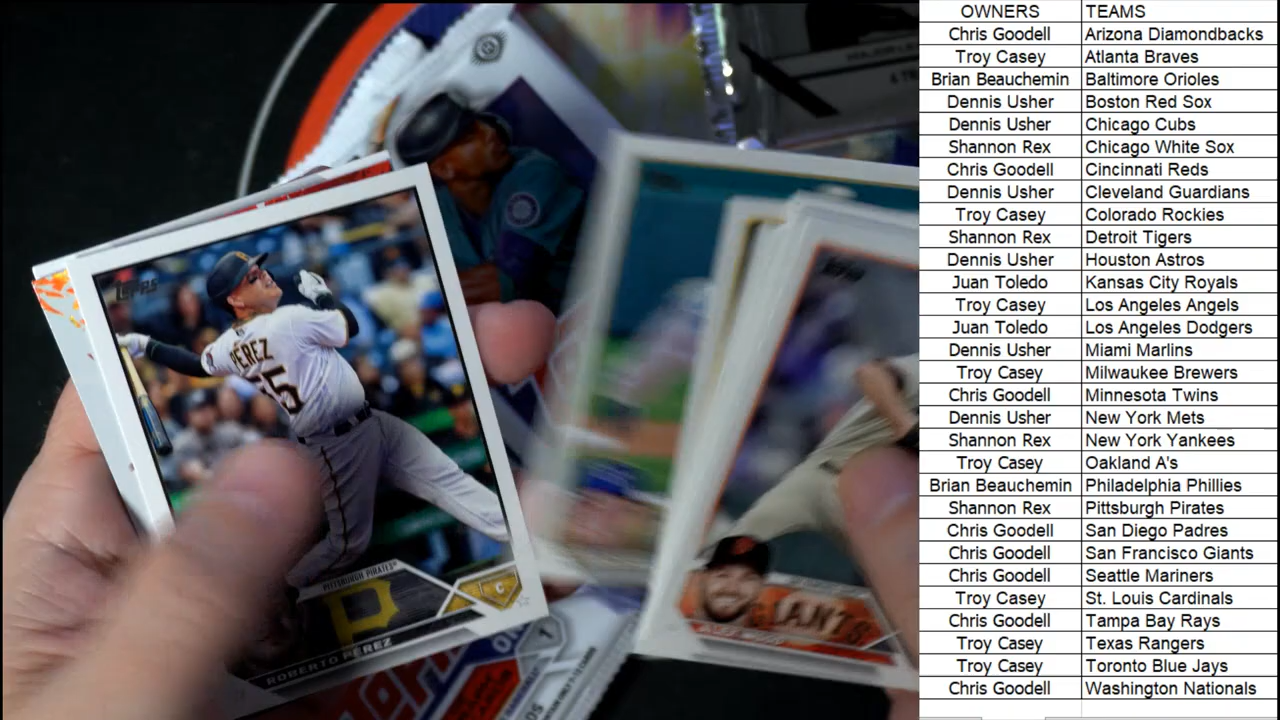 OWNERS TEAMS
Chris Goodell Arizona Diamondbacks
Troy Casey Atlanta Braves
Brian Beauchemin Baltimore Orioles
Dennis Usher Boston Red Sox
Dennis Usher Chicago Cubs
Shannon Rex Chicago White Sox
Chris Goodell Cincinnati Reds
Dennis Usher Cleveland Guardians
Troy Casey Colorado Rockies
Shannon Rex Detroit Tigers
Dennis Usher Houston Astros
Juan Toledo Kansas City Royals
Troy Casey Los Angeles Angels
Juan Toledo Los Angeles Dodgers
Dennis Usher Miami Marlins
Troy Casey Milwaukee Brewers
Chris Goodell Minnesota Twins
Dennis Usher New York Mets
Shannon Rex New York Yankees
Troy Casey Oakland A's
Brian Beauchemin Philadelphia Phillies
Shannon Rex Pittsburgh Pirates
Chris Goodell San Diego Padres
Chris Goodell San Francisco Giants
Chris Goodell Seattle Mariners
Troy Casey St. Louis Cardinals
Chris Goodell Tampa Bay Rays
Troy Casey Texas Rangers
Troy Casey Toronto Blue Jays
Chris Goodell Washington Nationals
TOPPS
PÉREZ
55
PITTSBURGH PIRATES
P
C
ROBERTO PÉREZ
TOPPS
GIANTS
1